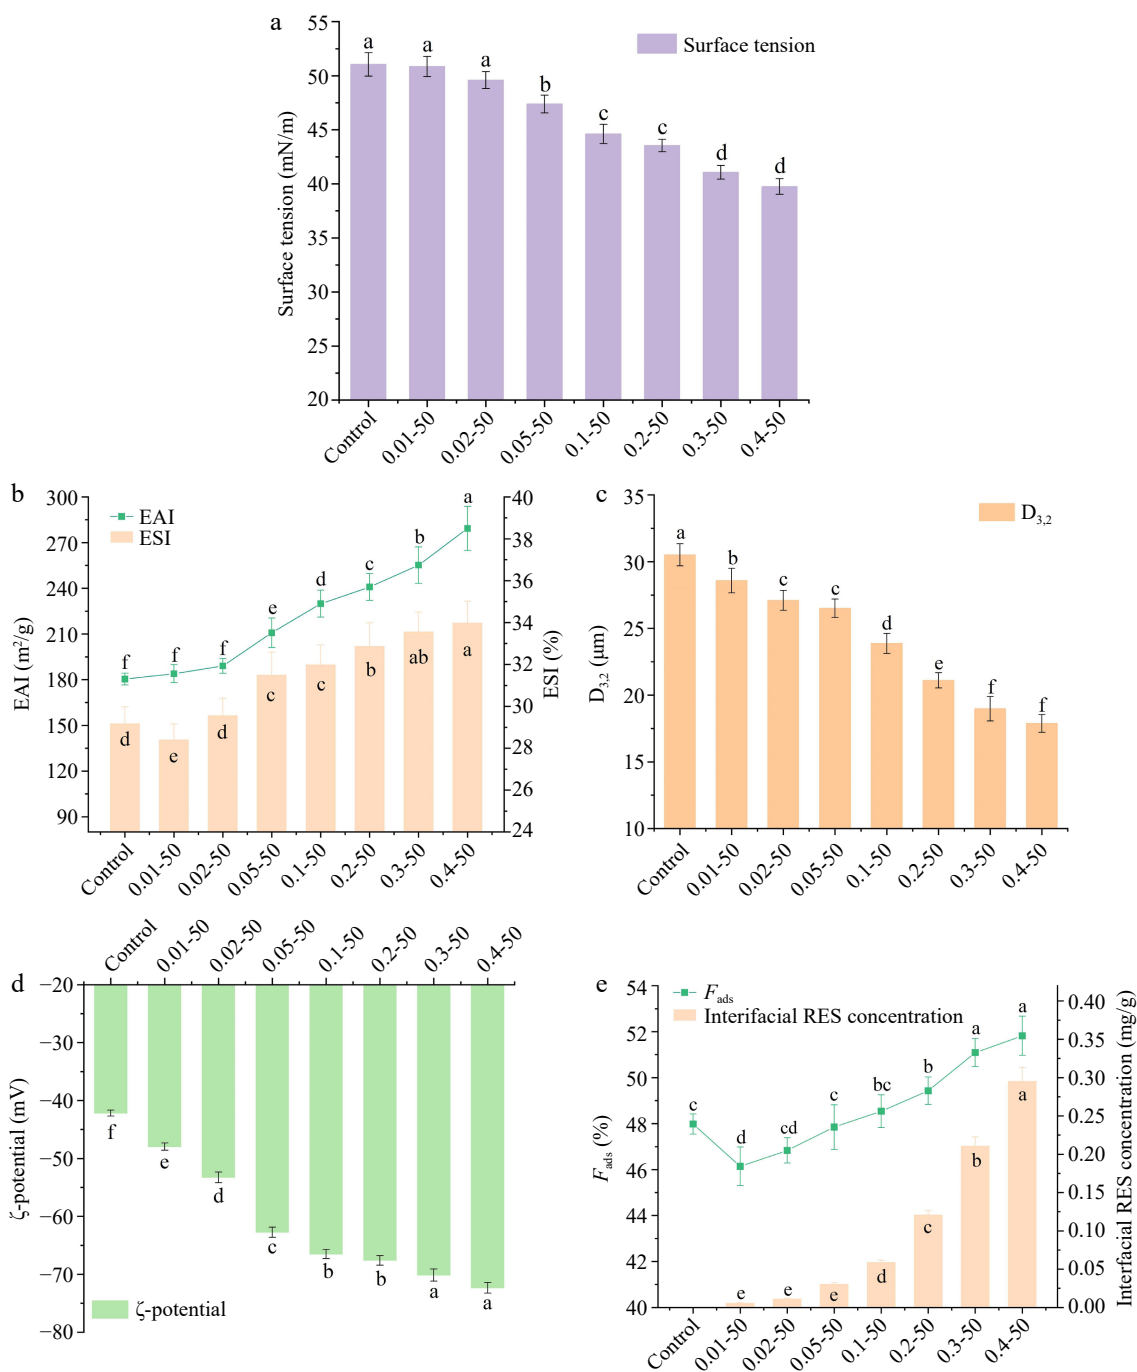 a
Surface tension
Surface tension (mN/m)
55
50
45
40
35
30
25
20
a a a b c c d d
Control 0.01-50 0.02-50 0.05-50 0.1-50 0.2-50 0.3-50 0.4-50
b
EAI
ESI
EAI (m²/g)
300
270
240
210
180
150
120
90
ESI (%)
40
38
36
34
32
30
28
26
24
f f f e d c b a
d e d c c b ab a
Control 0.01-50 0.02-50 0.05-50 0.1-50 0.2-50 0.3-50 0.4-50
c
D3,2
D3,2 (μm)
35
30
25
20
15
10
a b c c d e f f
Control 0.01-50 0.02-50 0.05-50 0.1-50 0.2-50 0.3-50 0.4-50
d
Control 0.01-50 0.02-50 0.05-50 0.1-50 0.2-50 0.3-50 0.4-50
ζ-potential (mV)
−20
−30
−40
−50
−60
−70
−80
f e d c b b a a
ζ-potential
e
Fads
Interifacial RES concentration
Fads (%)
54
52
50
48
46
44
42
40
Interfacial RES concentration (mg/g)
0.40
0.35
0.30
0.25
0.20
0.15
0.10
0.05
0.00
c d cd c bc b a a
e e e d c b a
Control 0.01-50 0.02-50 0.05-50 0.1-50 0.2-50 0.3-50 0.4-50